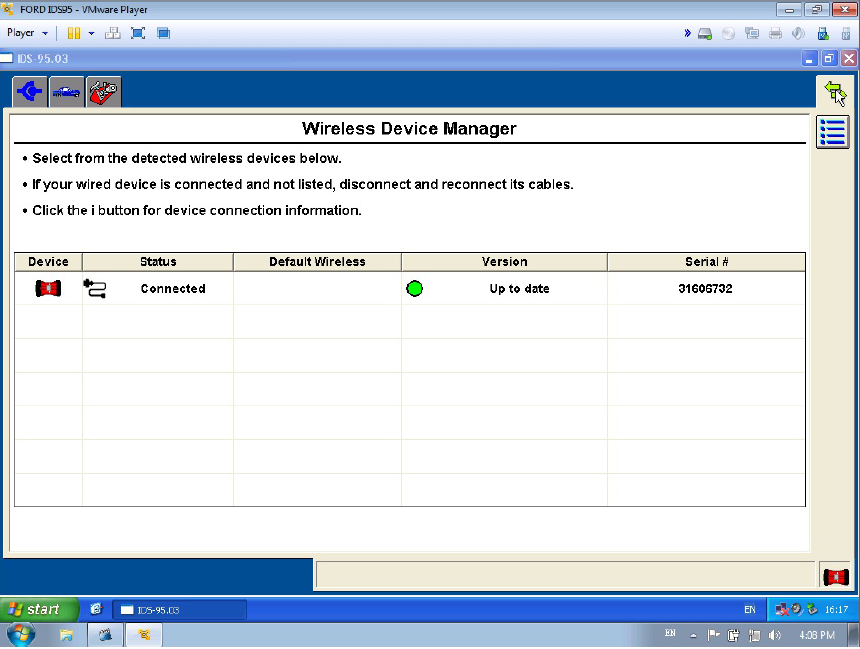 FORD IDS95 - VMware Player
Player
IDS-95.03
Wireless Device Manager
• Select from the detected wireless devices below.
• If your wired device is connected and not listed, disconnect and reconnect its cables.
• Click the i button for device connection information.
Device Status Default Wireless Version Serial #
Connected Up to date 31606732
start IDS-95.03 EN 16:17
EN 4:08 PM